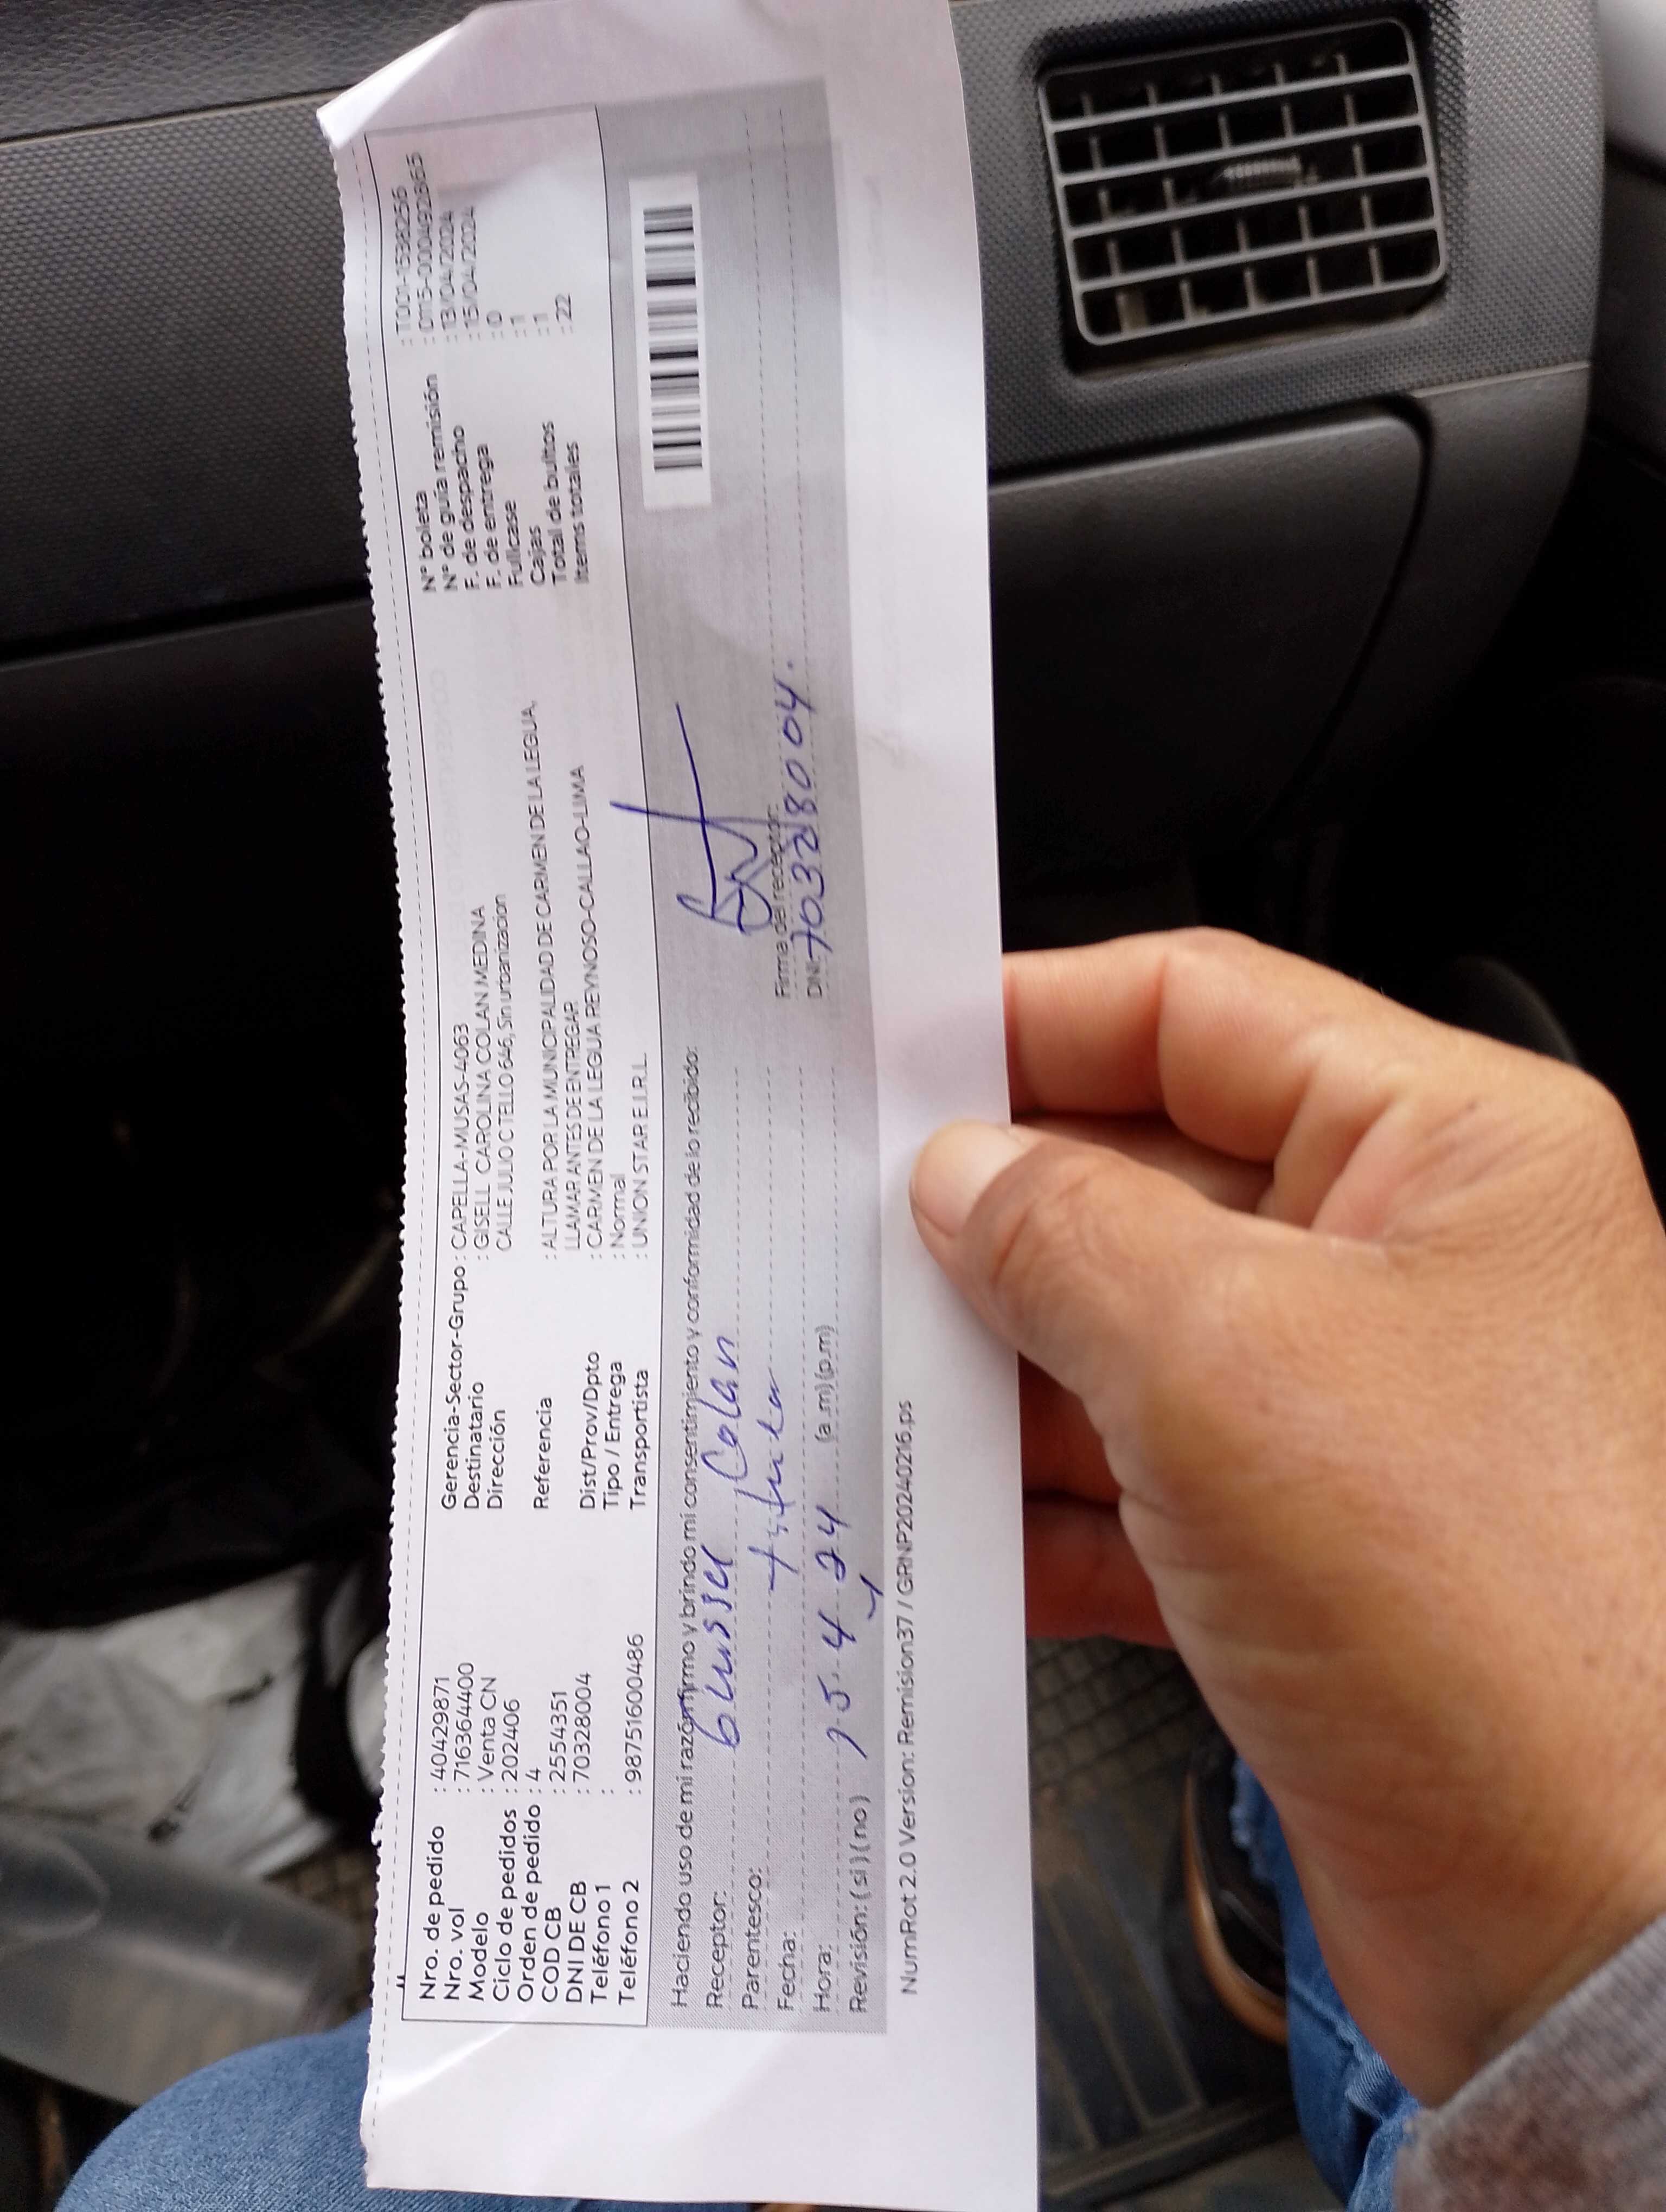 Nro. de pedido : 40429871
Nro. vol : 716364400
Modelo : Venta CN
Ciclo de pedidos : 202406
Orden de pedido : 4
COD CB : 2554351
DNI DE CB : 70328004
Teléfono 1 :
Teléfono 2 : 987516004​86
Gerencia-Sector-Grupo : CAPELLA-MUSAS-4063
Destinatario : GISELL CAROLINA COLAN MEDINA
Dirección CALLE JULIO C TELLO 646, Sin urbanizacion
Referencia : ALTURA POR LA MUNICIPALIDAD DE CARMEN DE LA LEGUA,
LLAMAR ANTES DE ENTREGAR
Dist/Prov/Dpto : CARMEN DE LA LEGUA REYNOSO-CALLAO-LIMA
Tipo / Entrega : Normal
Transportista : UNION STAR E.I.R.L.
N° boleta
N° de guía remisión : T001-
F. de despacho : 13/04/2024
F. de entrega : 15/04/2024
Fullcase : 0
Cajas : 1
Total de bultos : 1
Items totales : 22
Haciendo uso de mi razón firmo y brindo mi consentimiento y conformidad de lo recibido:
Receptor: Colan
Parentesco:
Fecha: 15.4.24
Hora: (a.m)(p.m)
Revisión: (si)(no)
Firma del receptor:
DNI: 70328004.
NumRot 2.0 Version: Remision37 / GRNP20240216.ps